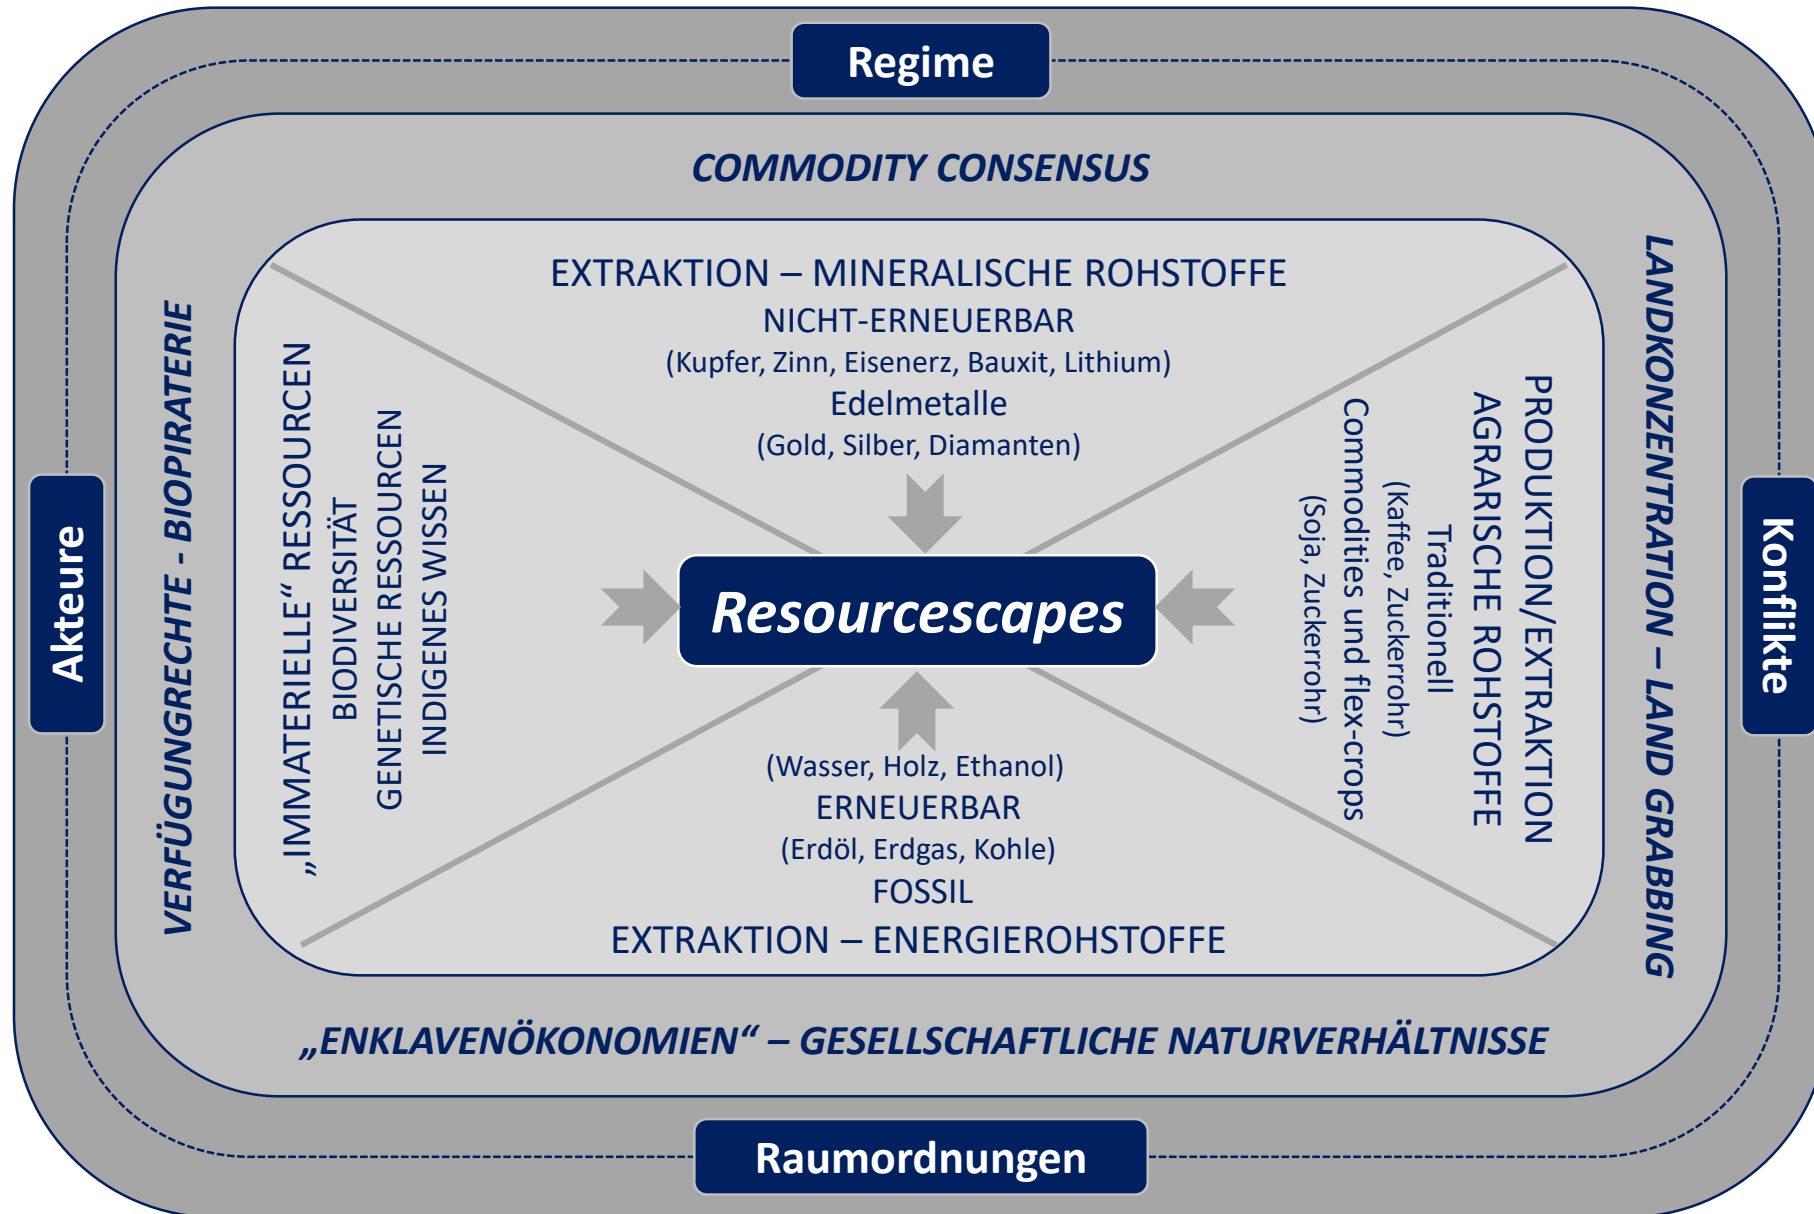 Regime
COMMODITY CONSENSUS
EXTRAKTION – MINERALISCHE ROHSTOFFE
NICHT-ERNEUERBAR
(Kupfer, Zinn, Eisenerz, Bauxit, Lithium)
Edelmetalle
(Gold, Silber, Diamanten)
Akteure
VERFÜGUNGRECHTE - BIOPIRATERIE
„IMMATERIELLE“ RESSOURCEN
BIODIVERSITÄT
GENETISCHE RESSOURCEN
INDIGENES WISSEN
Resourcescapes
PRODUKTION/EXTRAKTION
AGRARISCHE ROHSTOFFE
Traditionell
(Kaffee, Zuckerrohr)
Commodities und flex-crops
(Soja, Zuckerrohr)
LANDKONZENTRATION – LAND GRABBING
Konflikte
(Wasser, Holz, Ethanol)
ERNEUERBAR
(Erdöl, Erdgas, Kohle)
FOSSIL
EXTRAKTION – ENERGIEROHSTOFFE
„ENKLAVENÖKONOMIEN“ – GESELLSCHAFTLICHE NATURVERHÄLTNISSE
Raumordnungen